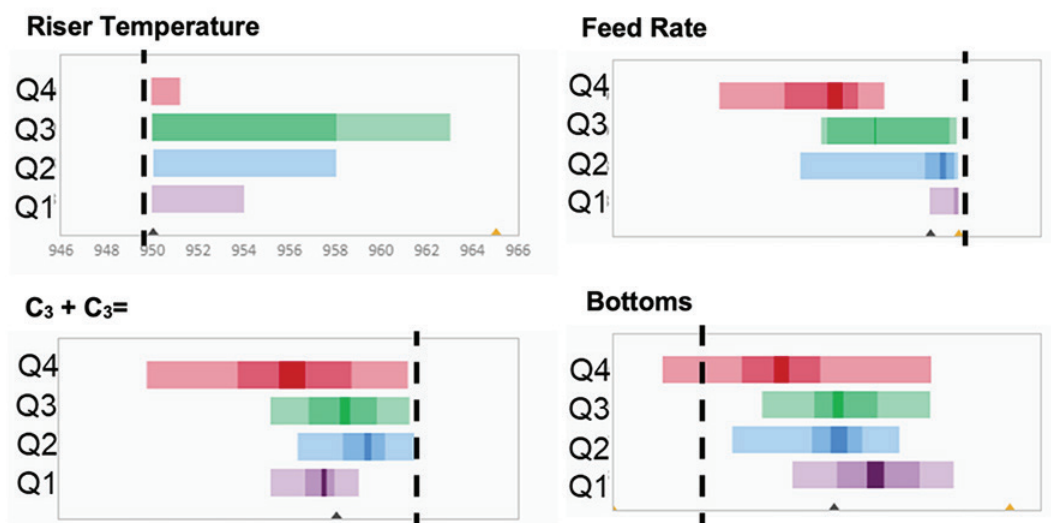 Riser Temperature
Q4
Q3
Q2
Q1
946 948 950 952 954 956 958 960 962 964 966
Feed Rate
Q4
Q3
Q2
Q1
C₃ + C₃=
Q4
Q3
Q2
Q1
Bottoms
Q4
Q3
Q2
Q1